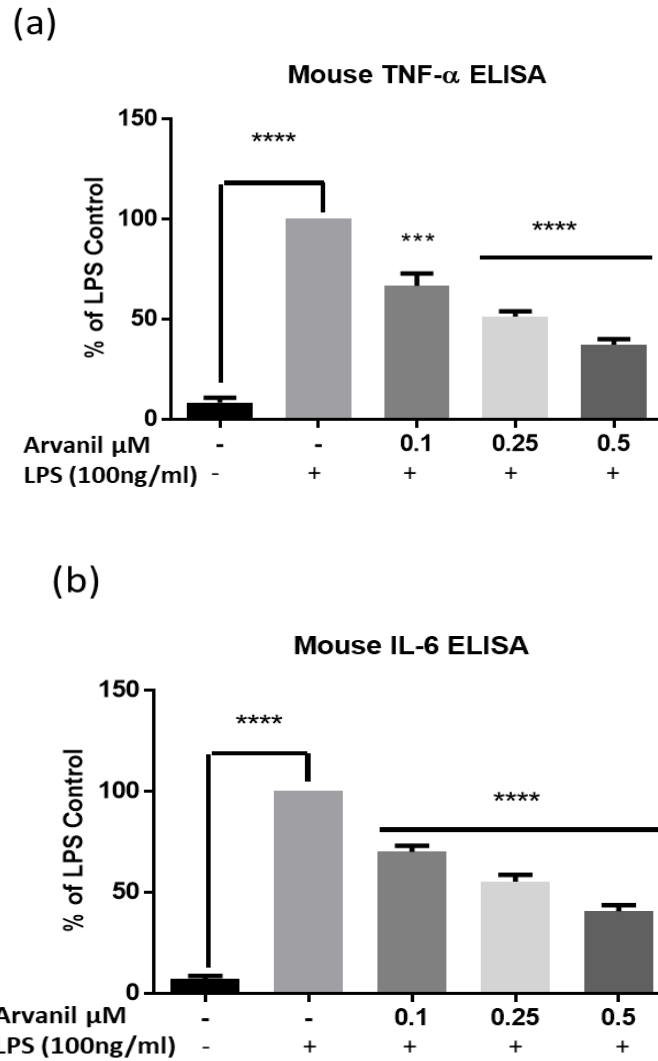 (a)
Mouse TNF-α ELISA
% of LPS Control
150
100
50
0
****
***
****
Arvanil µM - - 0.1 0.25 0.5
LPS (100ng/ml) - + + + +
(b)
Mouse IL-6 ELISA
% of LPS Control
150
100
50
0
****
****
Arvanil µM - - 0.1 0.25 0.5
LPS (100ng/ml) - + + + +